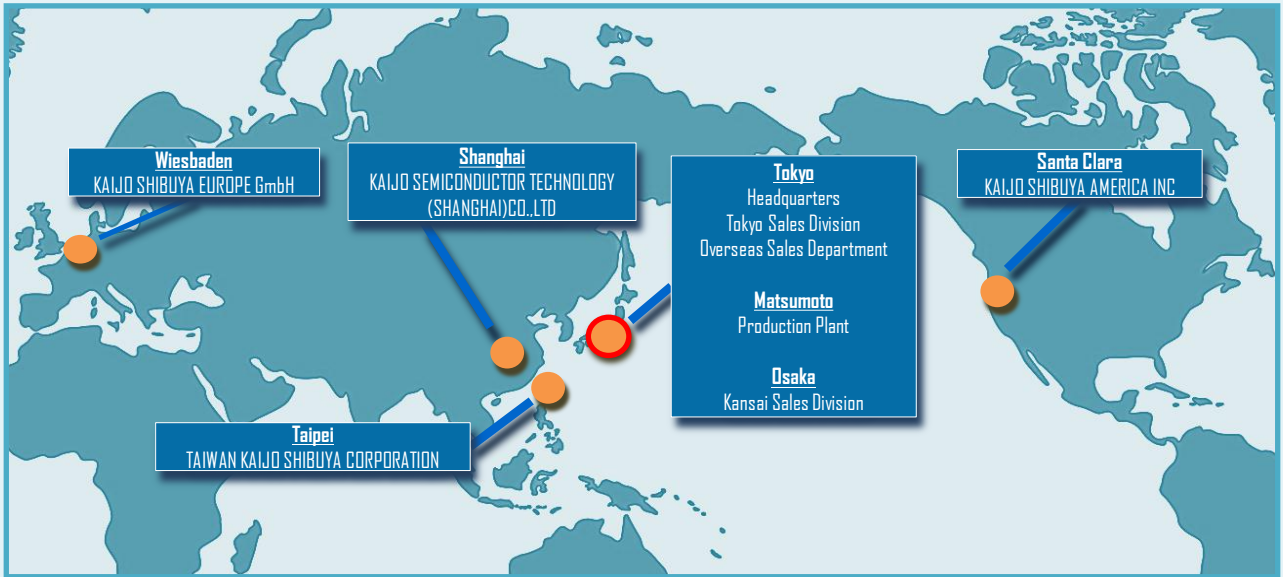 Wiesbaden
KAIJO SHIBUYA EUROPE GmbH
Shanghai
KAIJO SEMICONDUCTOR TECHNOLOGY
(SHANGHAI)CO.,LTD
Tokyo
Headquarters
Tokyo Sales Division
Overseas Sales Department
Matsumoto
Production Plant
Osaka
Kansai Sales Division
Santa Clara
KAIJO SHIBUYA AMERICA INC
Taipei
TAIWAN KAIJO SHIBUYA CORPORATION